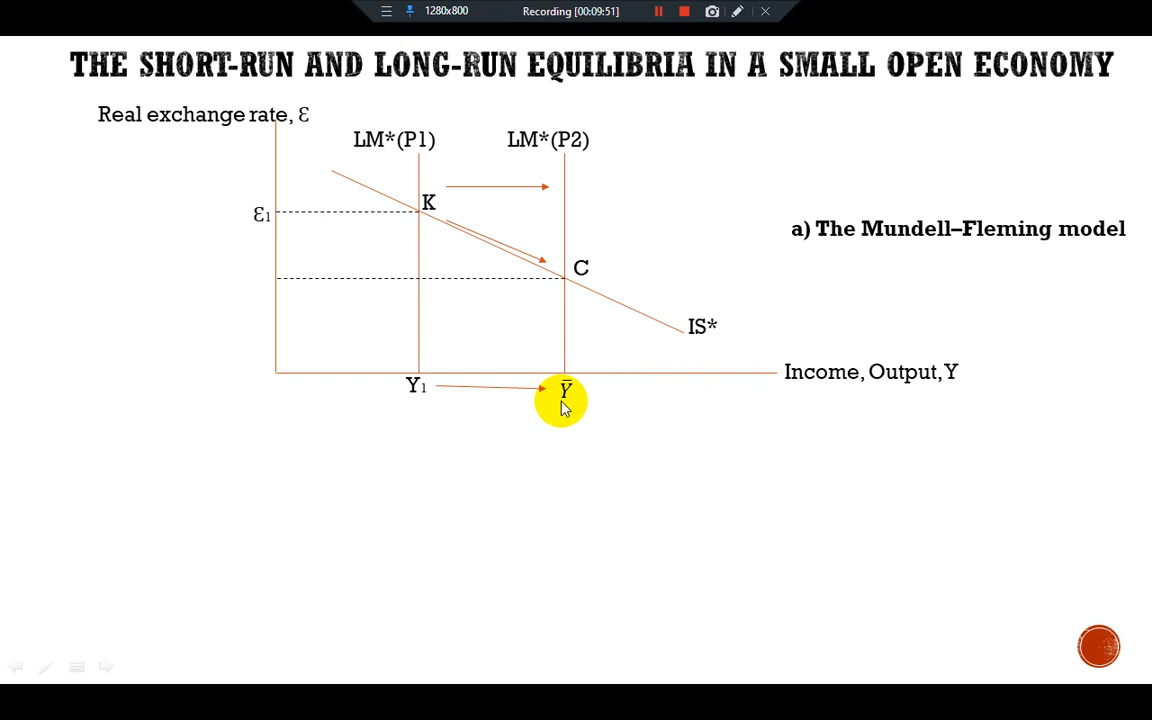 1280x800
Recording [00:09:51]
THE SHORT-RUN AND LONG-RUN EQUILIBRIA IN A SMALL OPEN ECONOMY
Real exchange rate, Ɛ
LM*(P1)
LM*(P2)
K
Ɛ1
a) The Mundell–Fleming model
C
IS*
Income, Output, Y
Y1
Ȳ